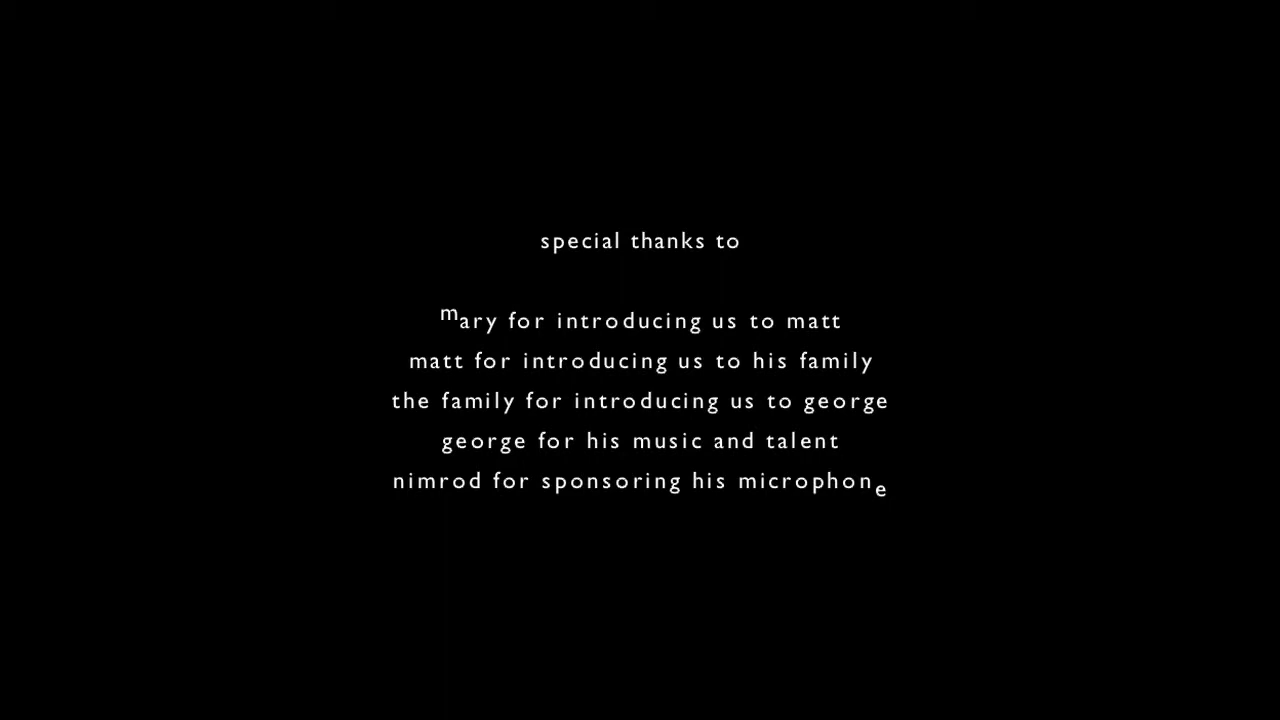 special thanks to
mary for introducing us to matt
matt for introducing us to his family
the family for introducing us to george
george for his music and talent
nimrod for sponsoring his microphone